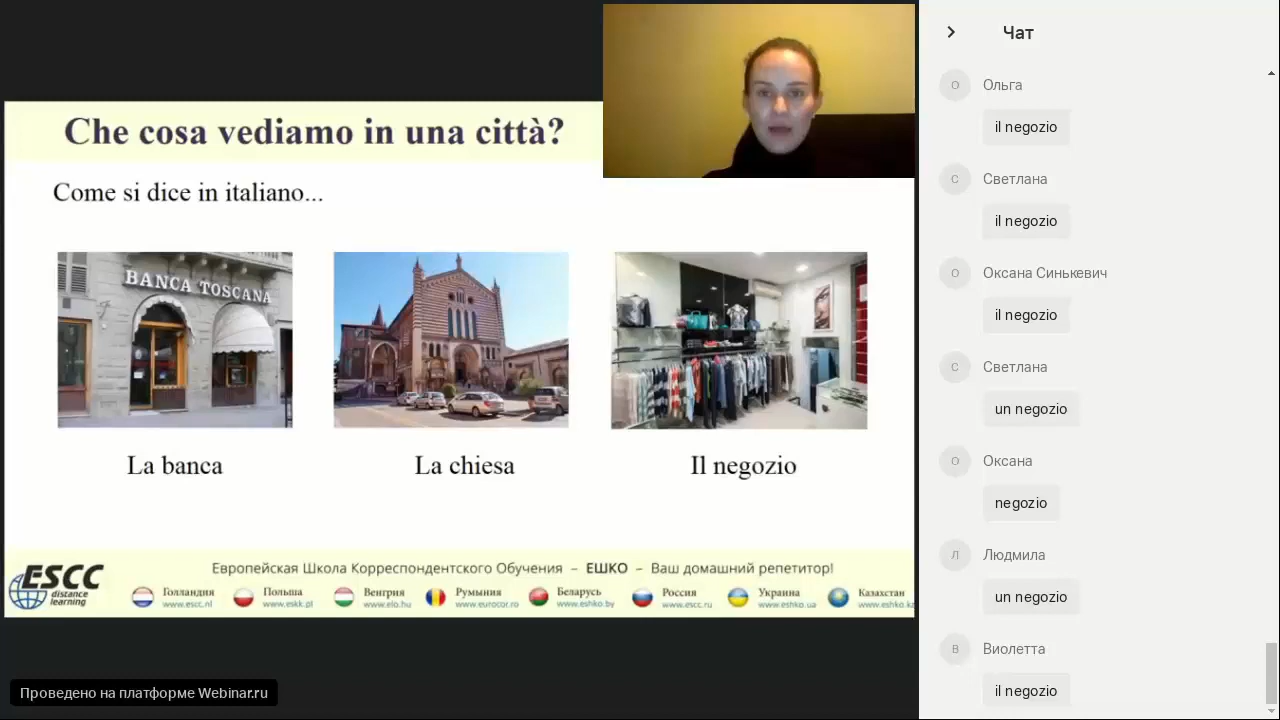 Che cosa vediamo in una città?
Come si dice in italiano...
BANCA TOSCANA
La banca
La chiesa
Il negozio
ESCC
distance
learning
Европейская Школа Корреспондентского Обучения – ЕШКО – Ваш домашний репетитор!
Голландия
www.escc.nl
Польша
www.eskk.pl
Венгрия
www.elo.hu
Румыния
www.eurocor.ro
Беларусь
www.eshko.by
Россия
www.escc.ru
Украина
www.eshko.ua
Казахстан
www.eshko.kz
Проведено на платформе Webinar.ru
Чат
О
Ольга
il negozio
С
Светлана
il negozio
О
Оксана Синькевич
il negozio
С
Светлана
un negozio
О
Оксана
negozio
Л
Людмила
un negozio
В
Виолетта
il negozio